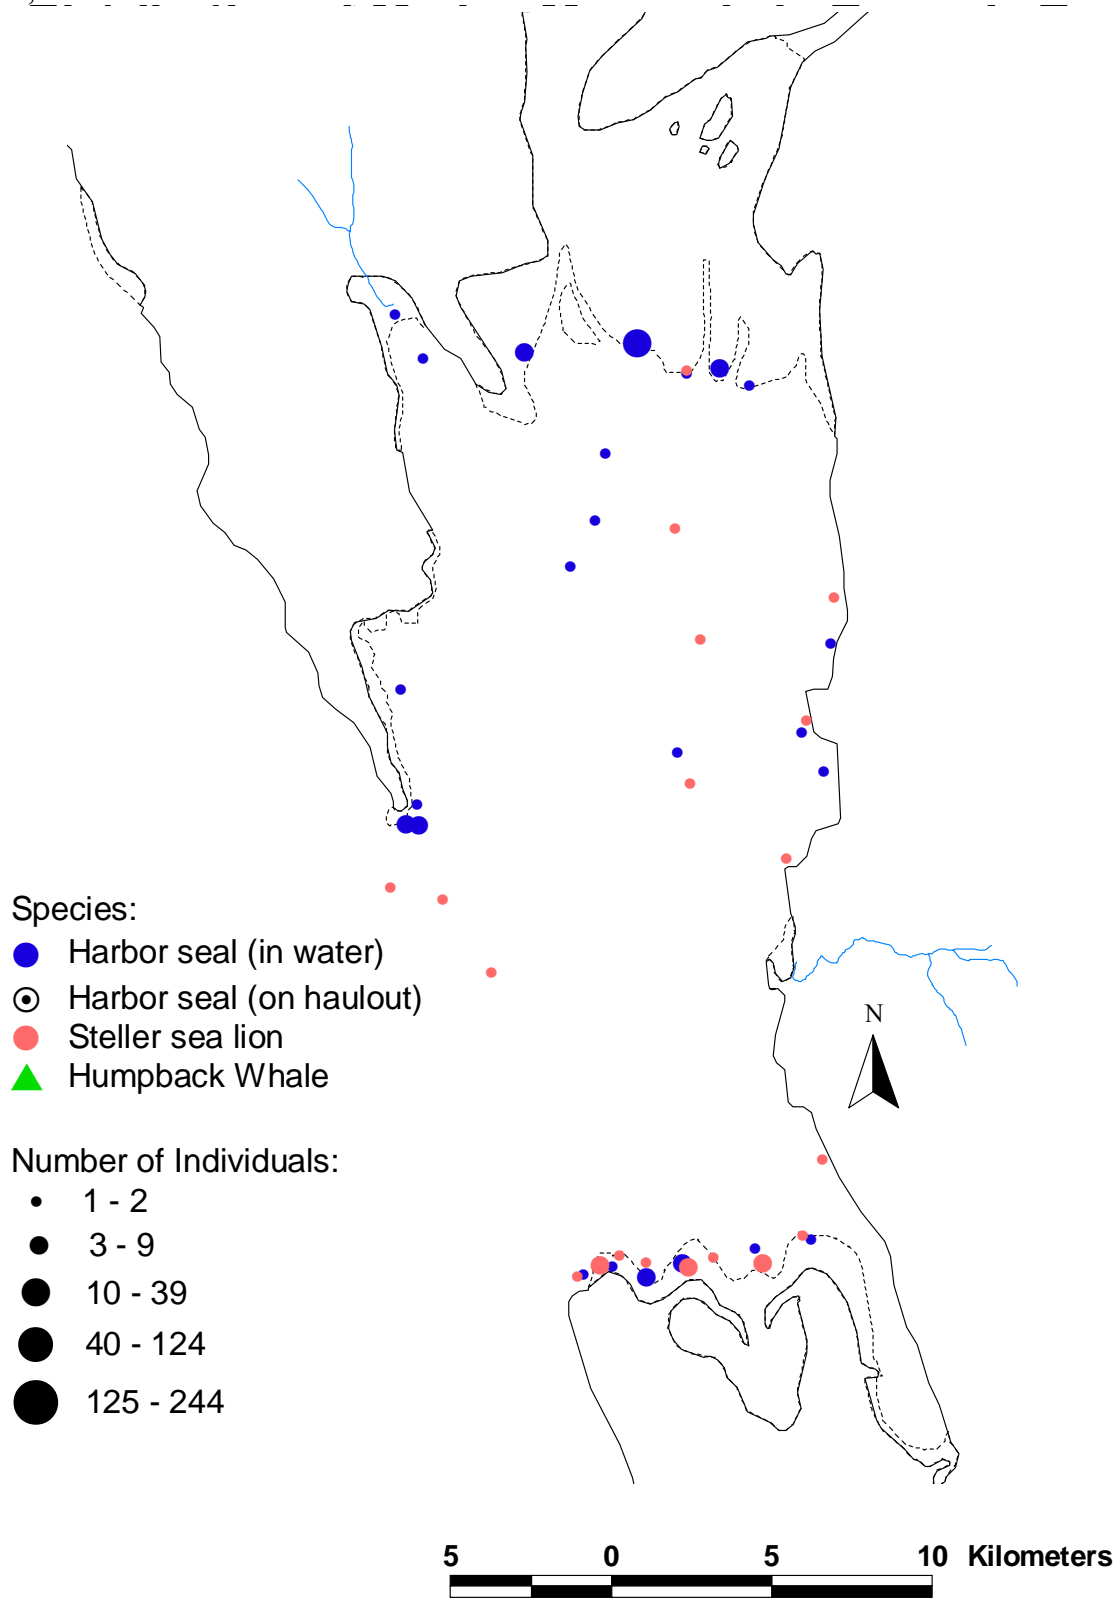 Species:
Harbor seal (in water)
Harbor seal (on haulout)
Steller sea lion
Humpback Whale
N
Number of Individuals:
1 - 2
3 - 9
10 - 39
40 - 124
125 - 244
5 0 5 10 Kilometers